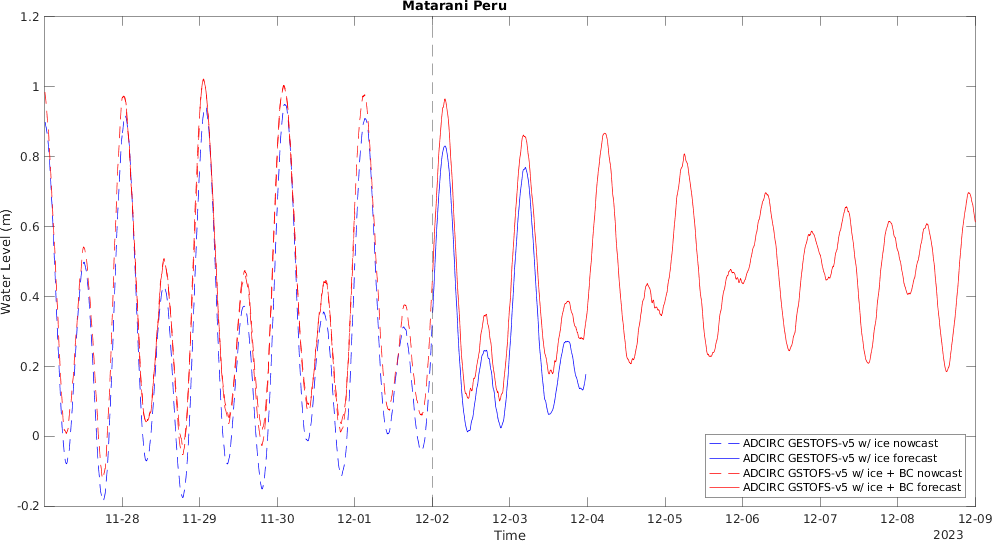 Matarani Peru
1.2
1
0.8
0.6
0.4
0.2
0
-0.2
Water Level (m)
ADCIRC GESTOFS-v5 w/ ice nowcast
ADCIRC GESTOFS-v5 w/ ice forecast
ADCIRC GSTOFS-v5 w/ ice + BC nowcast
ADCIRC GSTOFS-v5 w/ ice + BC forecast
11-28 11-29 11-30 12-01 12-02 12-03 12-04 12-05 12-06 12-07 12-08 12-09
Time
2023